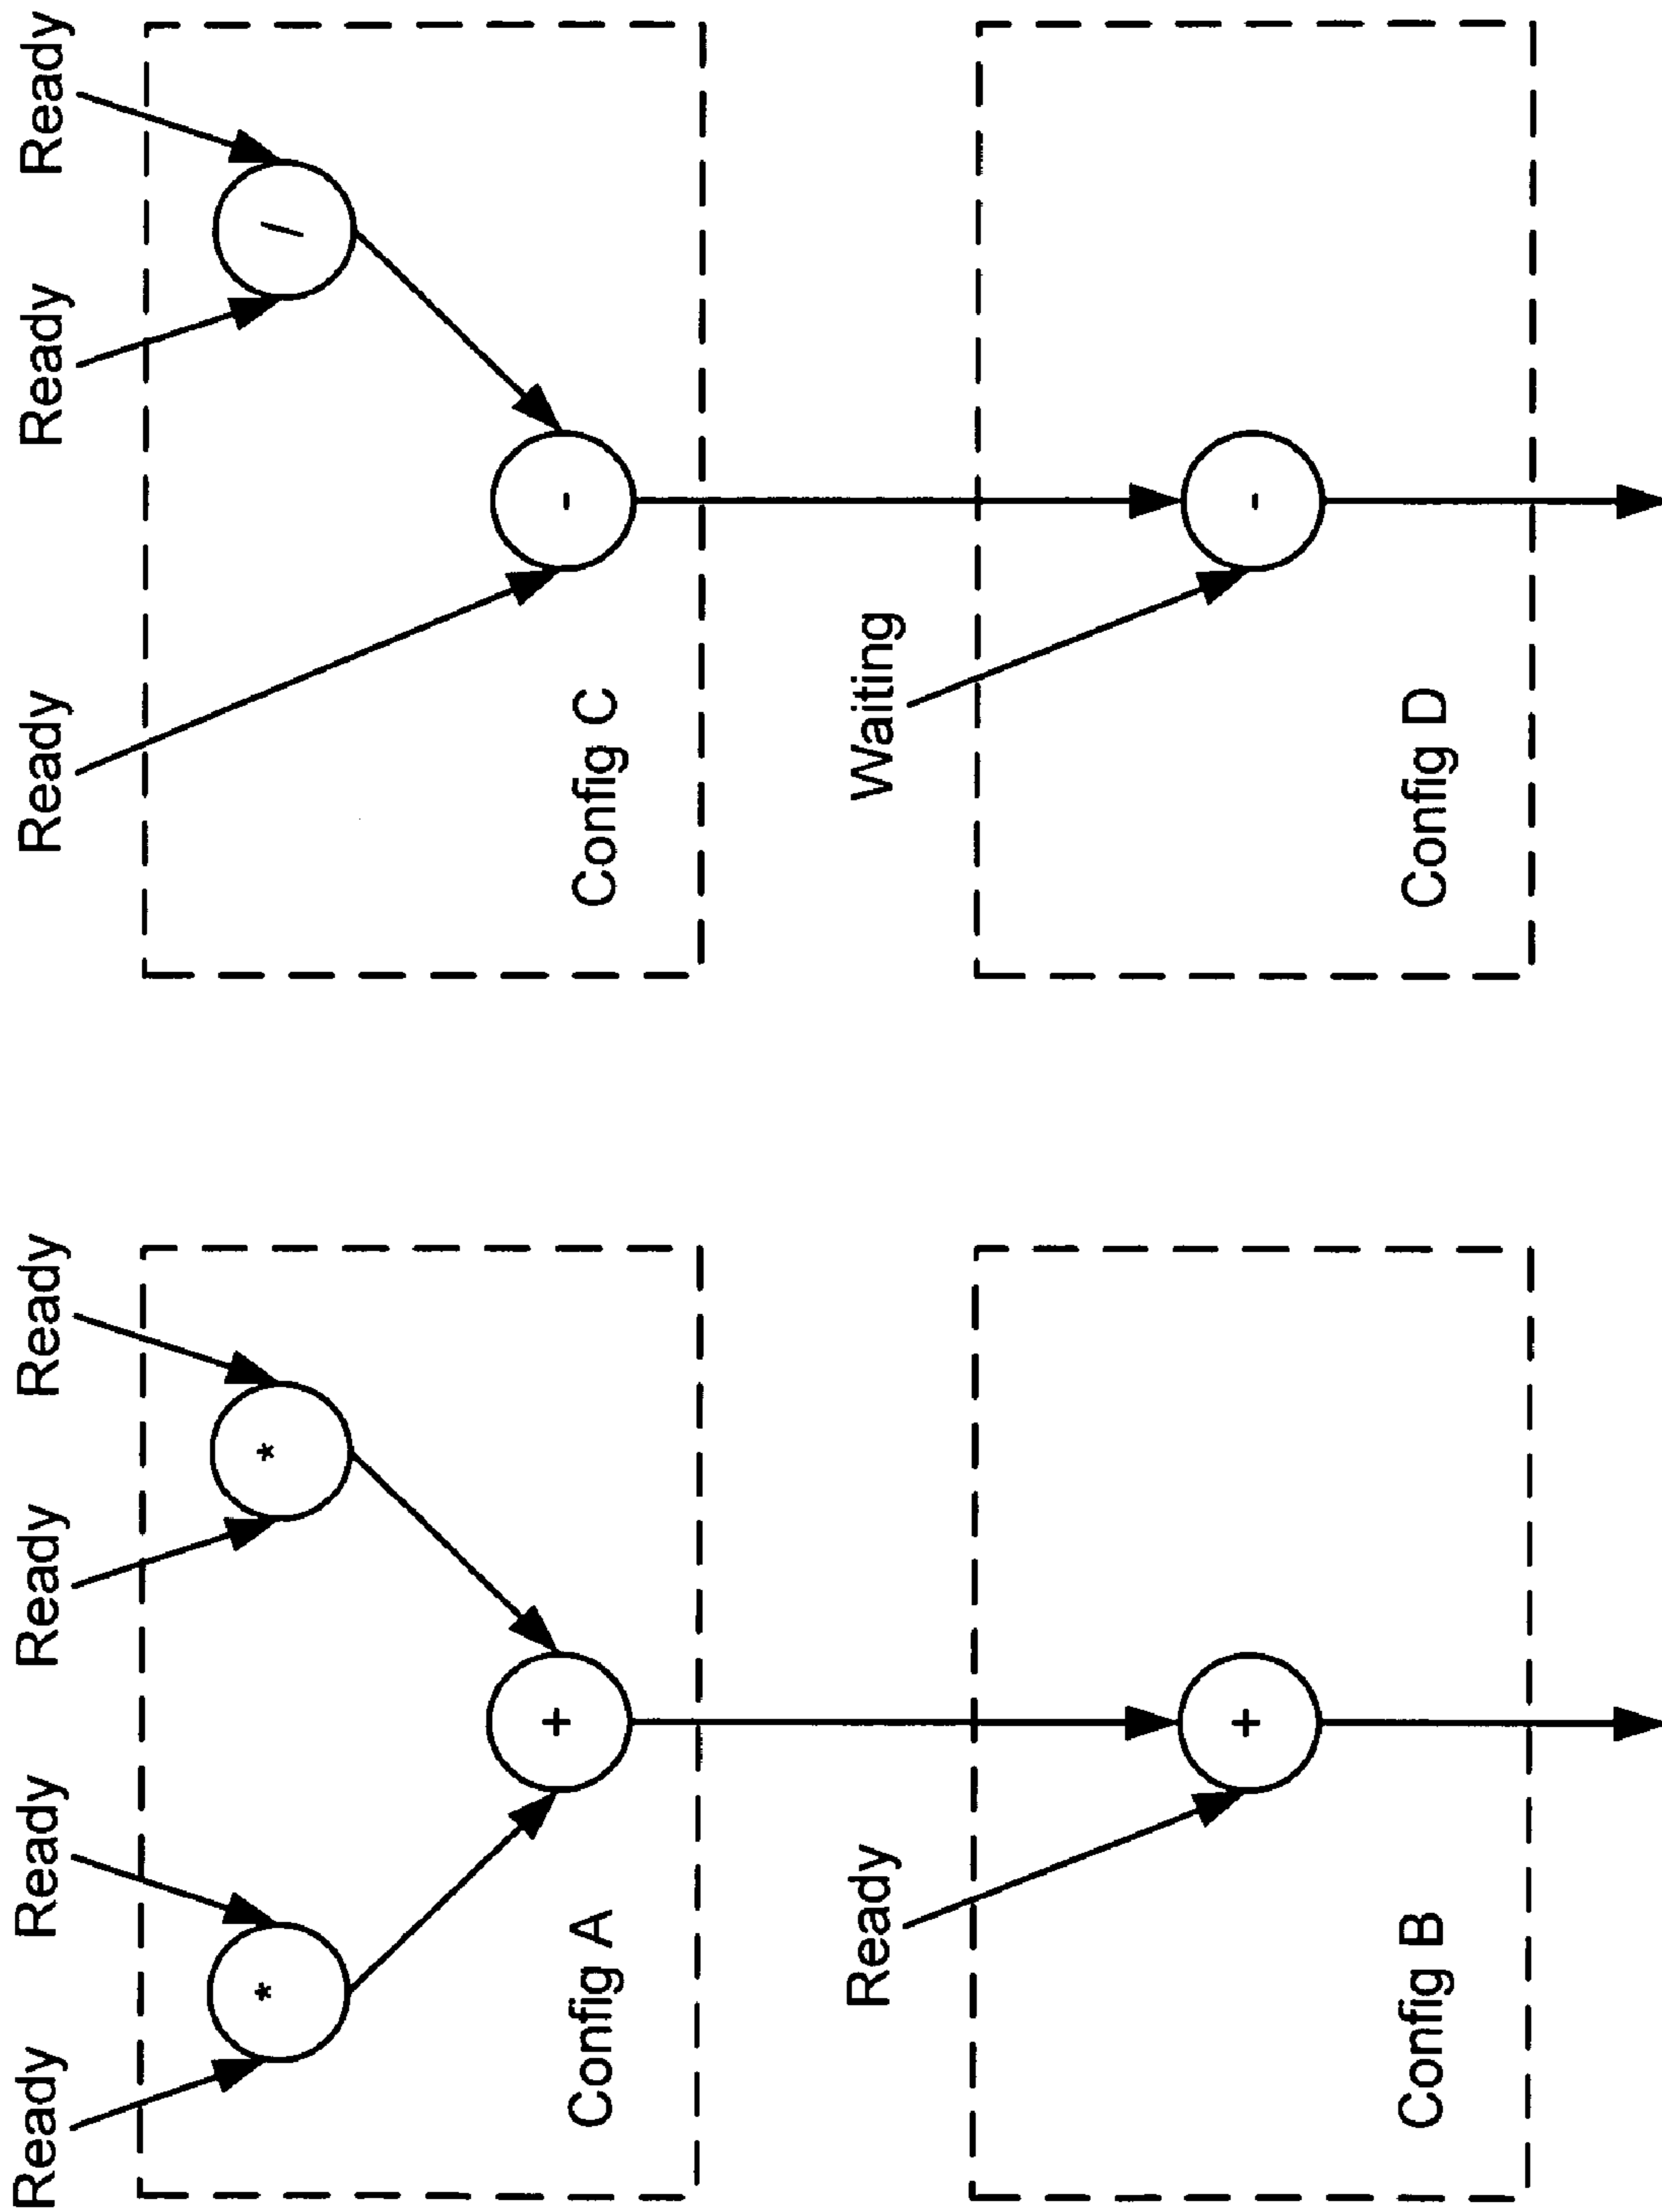 Ready
Ready
Ready
Ready
Ready
Ready
Ready
*
*
/
+
-
Config A
Config C
Ready
Waiting
+
-
Config B
Config D